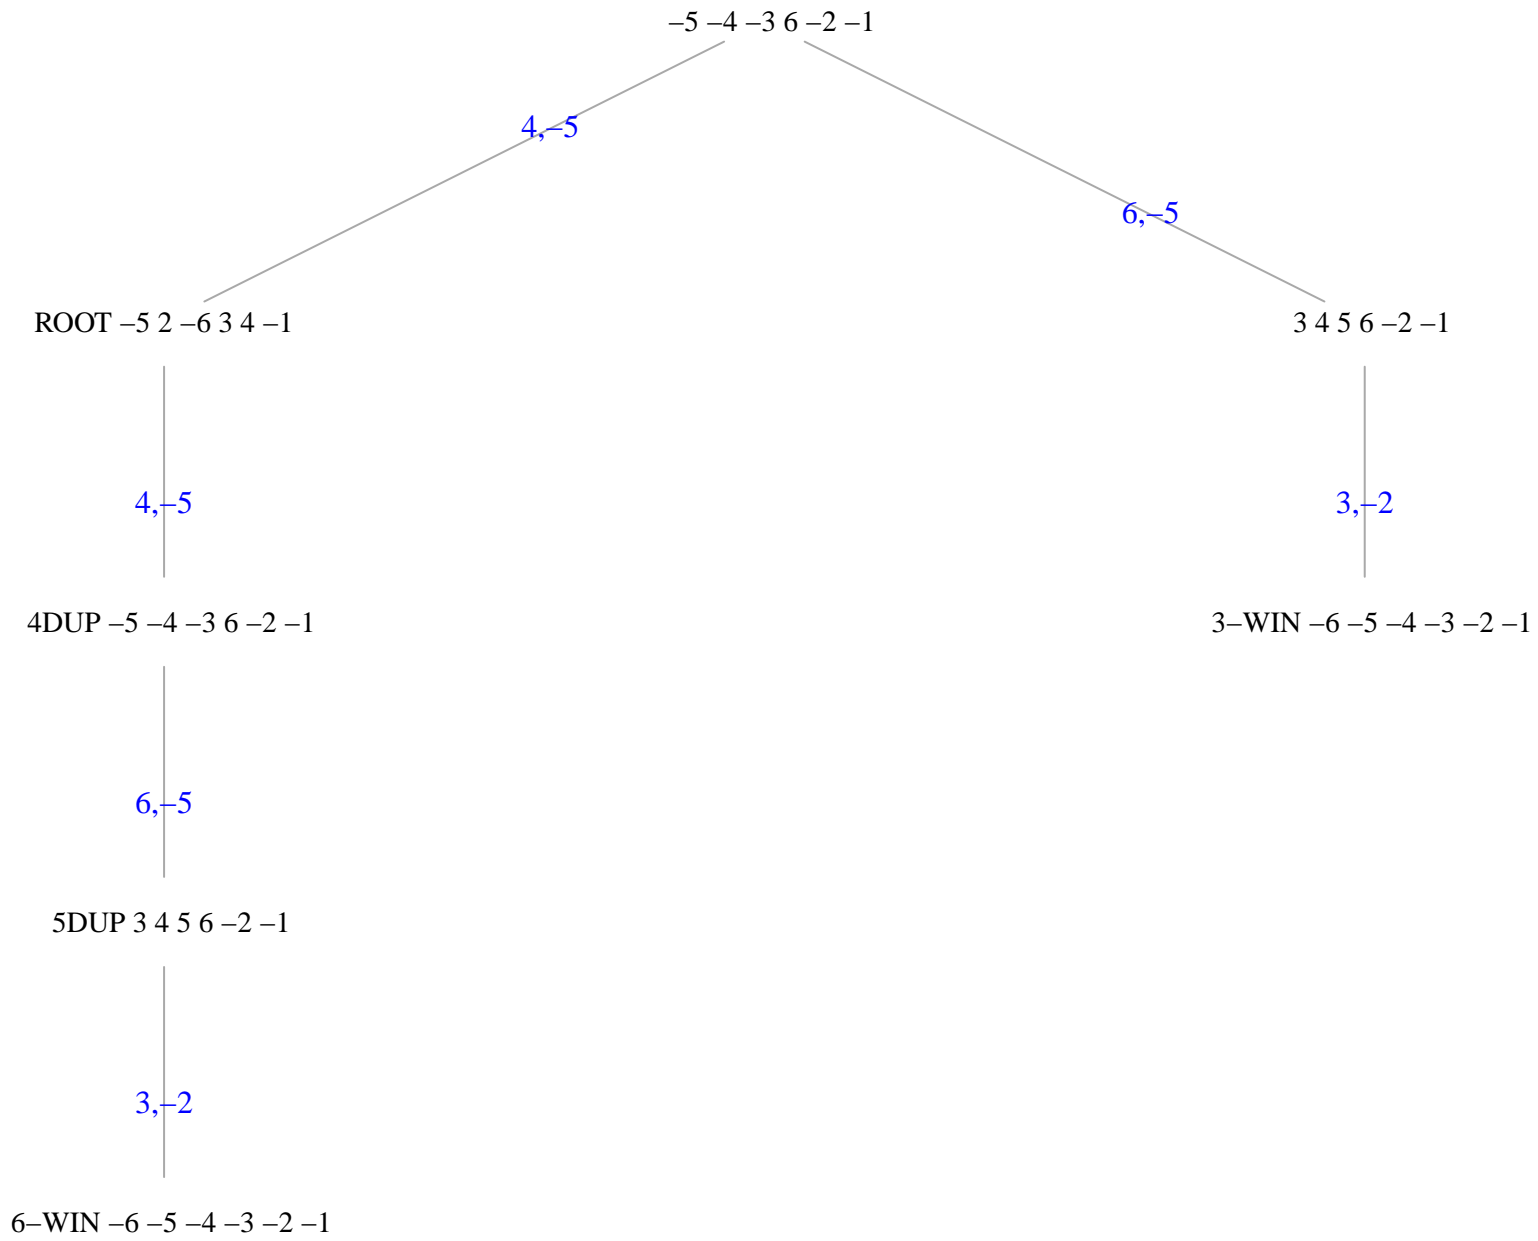 –5 –4 –3 6 –2 –1
4,–5
6,–5
ROOT –5 2 –6 3 4 –1
3 4 5 6 –2 –1
4,–5
3,–2
4DUP –5 –4 –3 6 –2 –1
3–WIN –6 –5 –4 –3 –2 –1
6,–5
5DUP 3 4 5 6 –2 –1
3,–2
6–WIN –6 –5 –4 –3 –2 –1